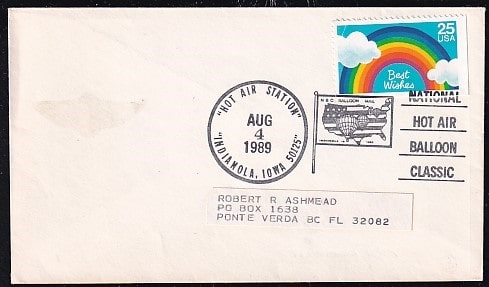 25
USA
Best
Wishes
"HOT AIR STATION"
AUG
4
1989
"INDIANOLA, IOWA 50125"
NBC BALLOON MAIL
NATIONAL
HOT AIR
BALLOON
CLASSIC
ROBERT R ASHMEAD
PO BOX 1638
PONTE VERDA BC FL 32082